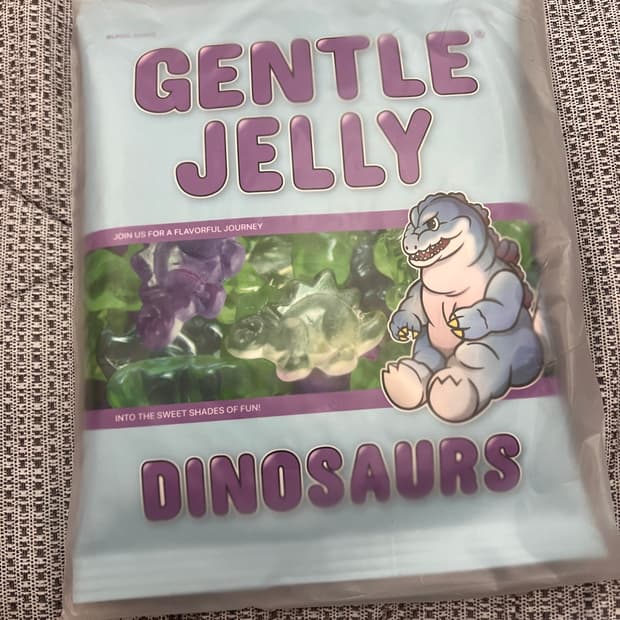 GENTLE®
JELLY
JOIN US FOR A FLAVORFUL JOURNEY
INTO THE SWEET SHADES OF FUN!
DINOSAURS